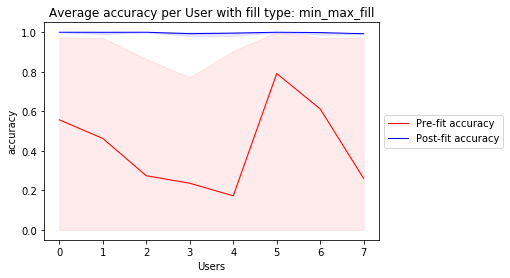 Average accuracy per User with fill type: min_max_fill
accuracy
1.0
0.8
0.6
0.4
0.2
0.0
0 1 2 3 4 5 6 7
Users
Pre-fit accuracy
Post-fit accuracy